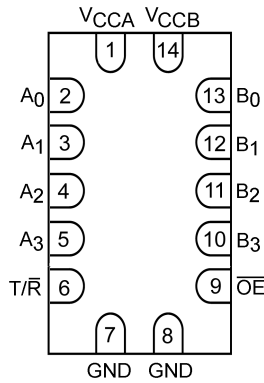 VCCA VCCB
1 14
A0 2 13 B0
A1 3 12 B1
A2 4 11 B2
A3 5 10 B3
T/R̅ 6 9 O̅E̅
7 8
GND GND